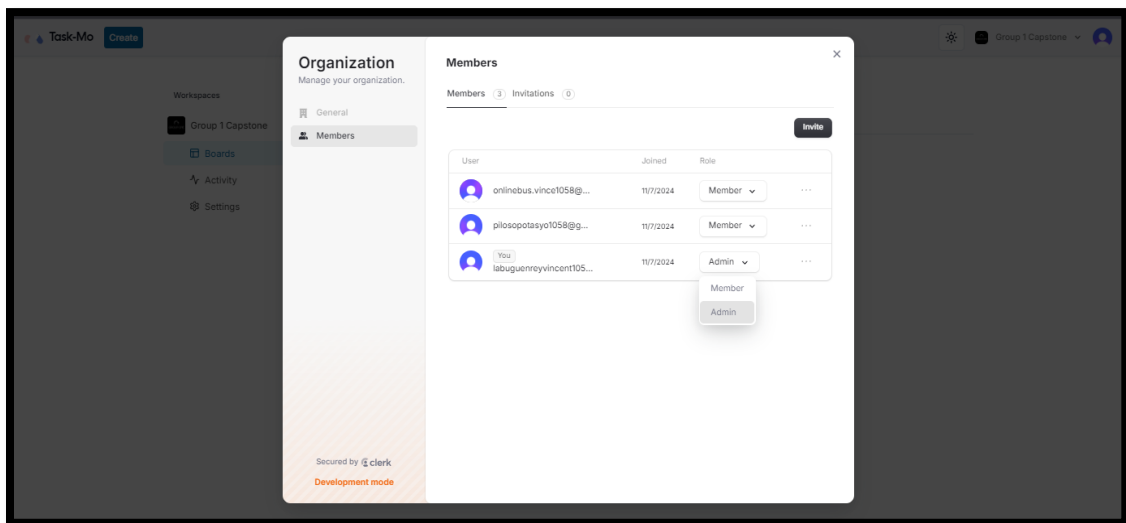 Task-Mo Create
Group 1 Capstone
Workspaces
Group 1 Capstone
Boards
Activity
Settings
Organization
Manage your organization.
General
Members
Secured by clerk
Development mode
Members
Members 3 Invitations 0
Invite
User Joined Role
onlinebus.vince1058@... 11/7/2024 Member
pilosopotasyo1058@g... 11/7/2024 Member
You
labuguenreyvincent105... 11/7/2024 Admin
Member
Admin